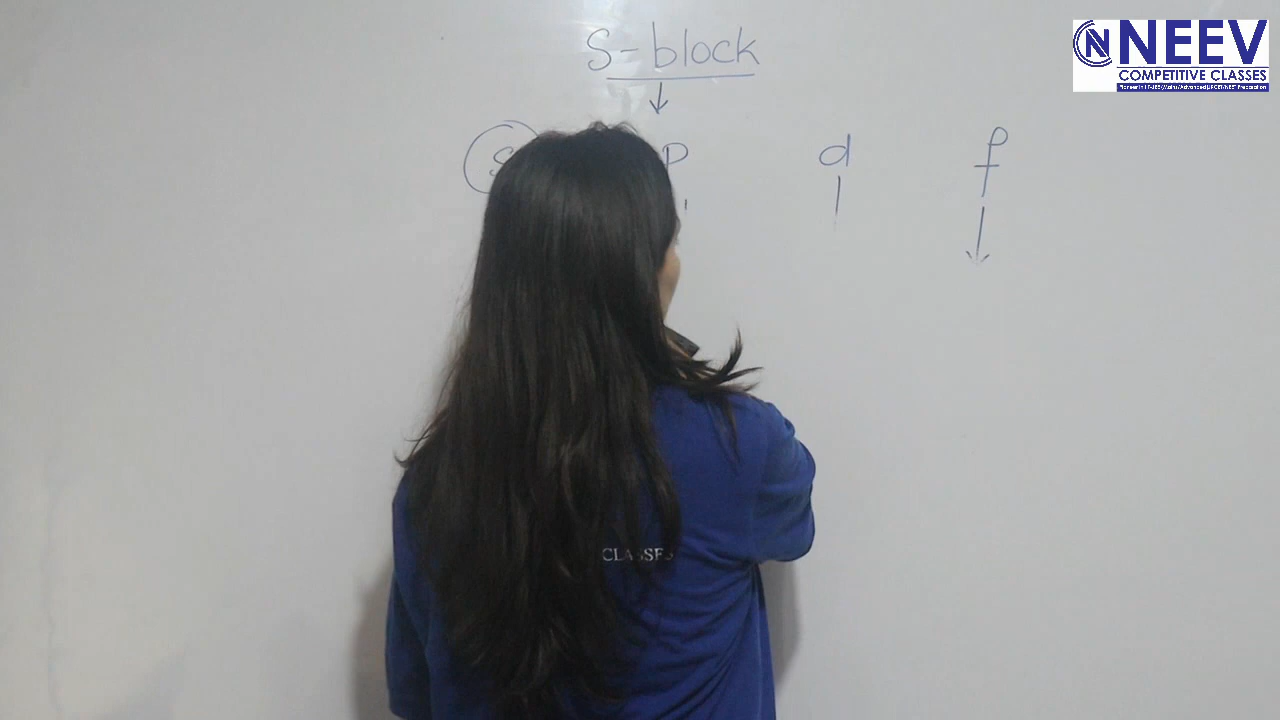 S-block
s p d f
CLASSES
NEEV
COMPETITIVE CLASSES